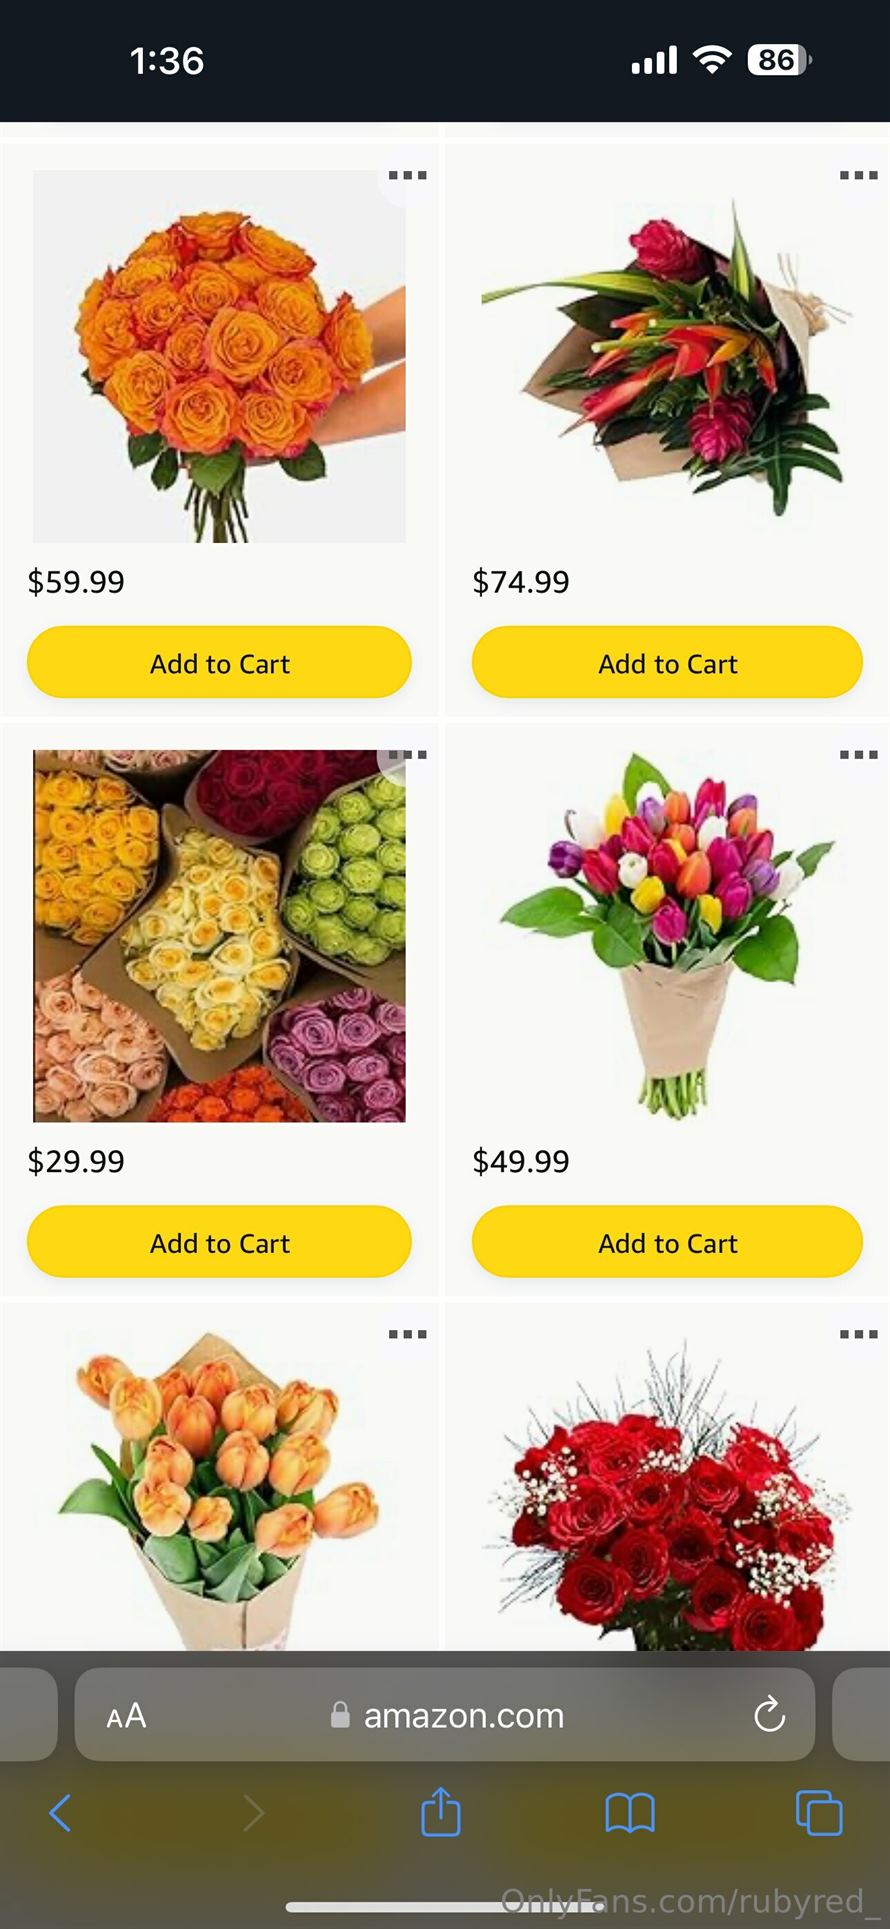 1:36
86
$59.99
$74.99
Add to Cart
Add to Cart
$29.99
$49.99
Add to Cart
Add to Cart
AA
amazon.com
OnlyFans.com/rubyred_